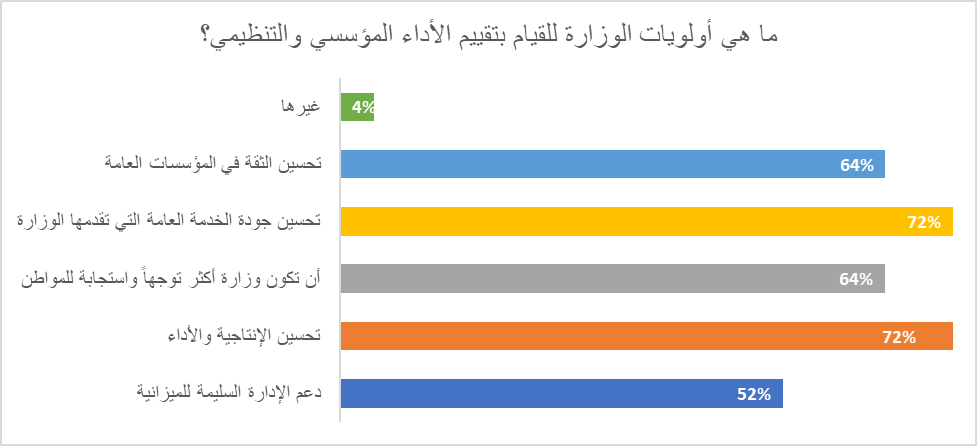 ما هي أولويات الوزارة للقيام بتقييم الأداء المؤسسي والتنظيمي؟
غيرها 4%
تحسين الثقة في المؤسسات العامة 64%
تحسين جودة الخدمة العامة التي تقدمها الوزارة 72%
أن تكون وزارة أكثر توجهاً واستجابة للمواطن 64%
تحسين الإنتاجية والأداء 72%
دعم الإدارة السليمة للميزانية 52%